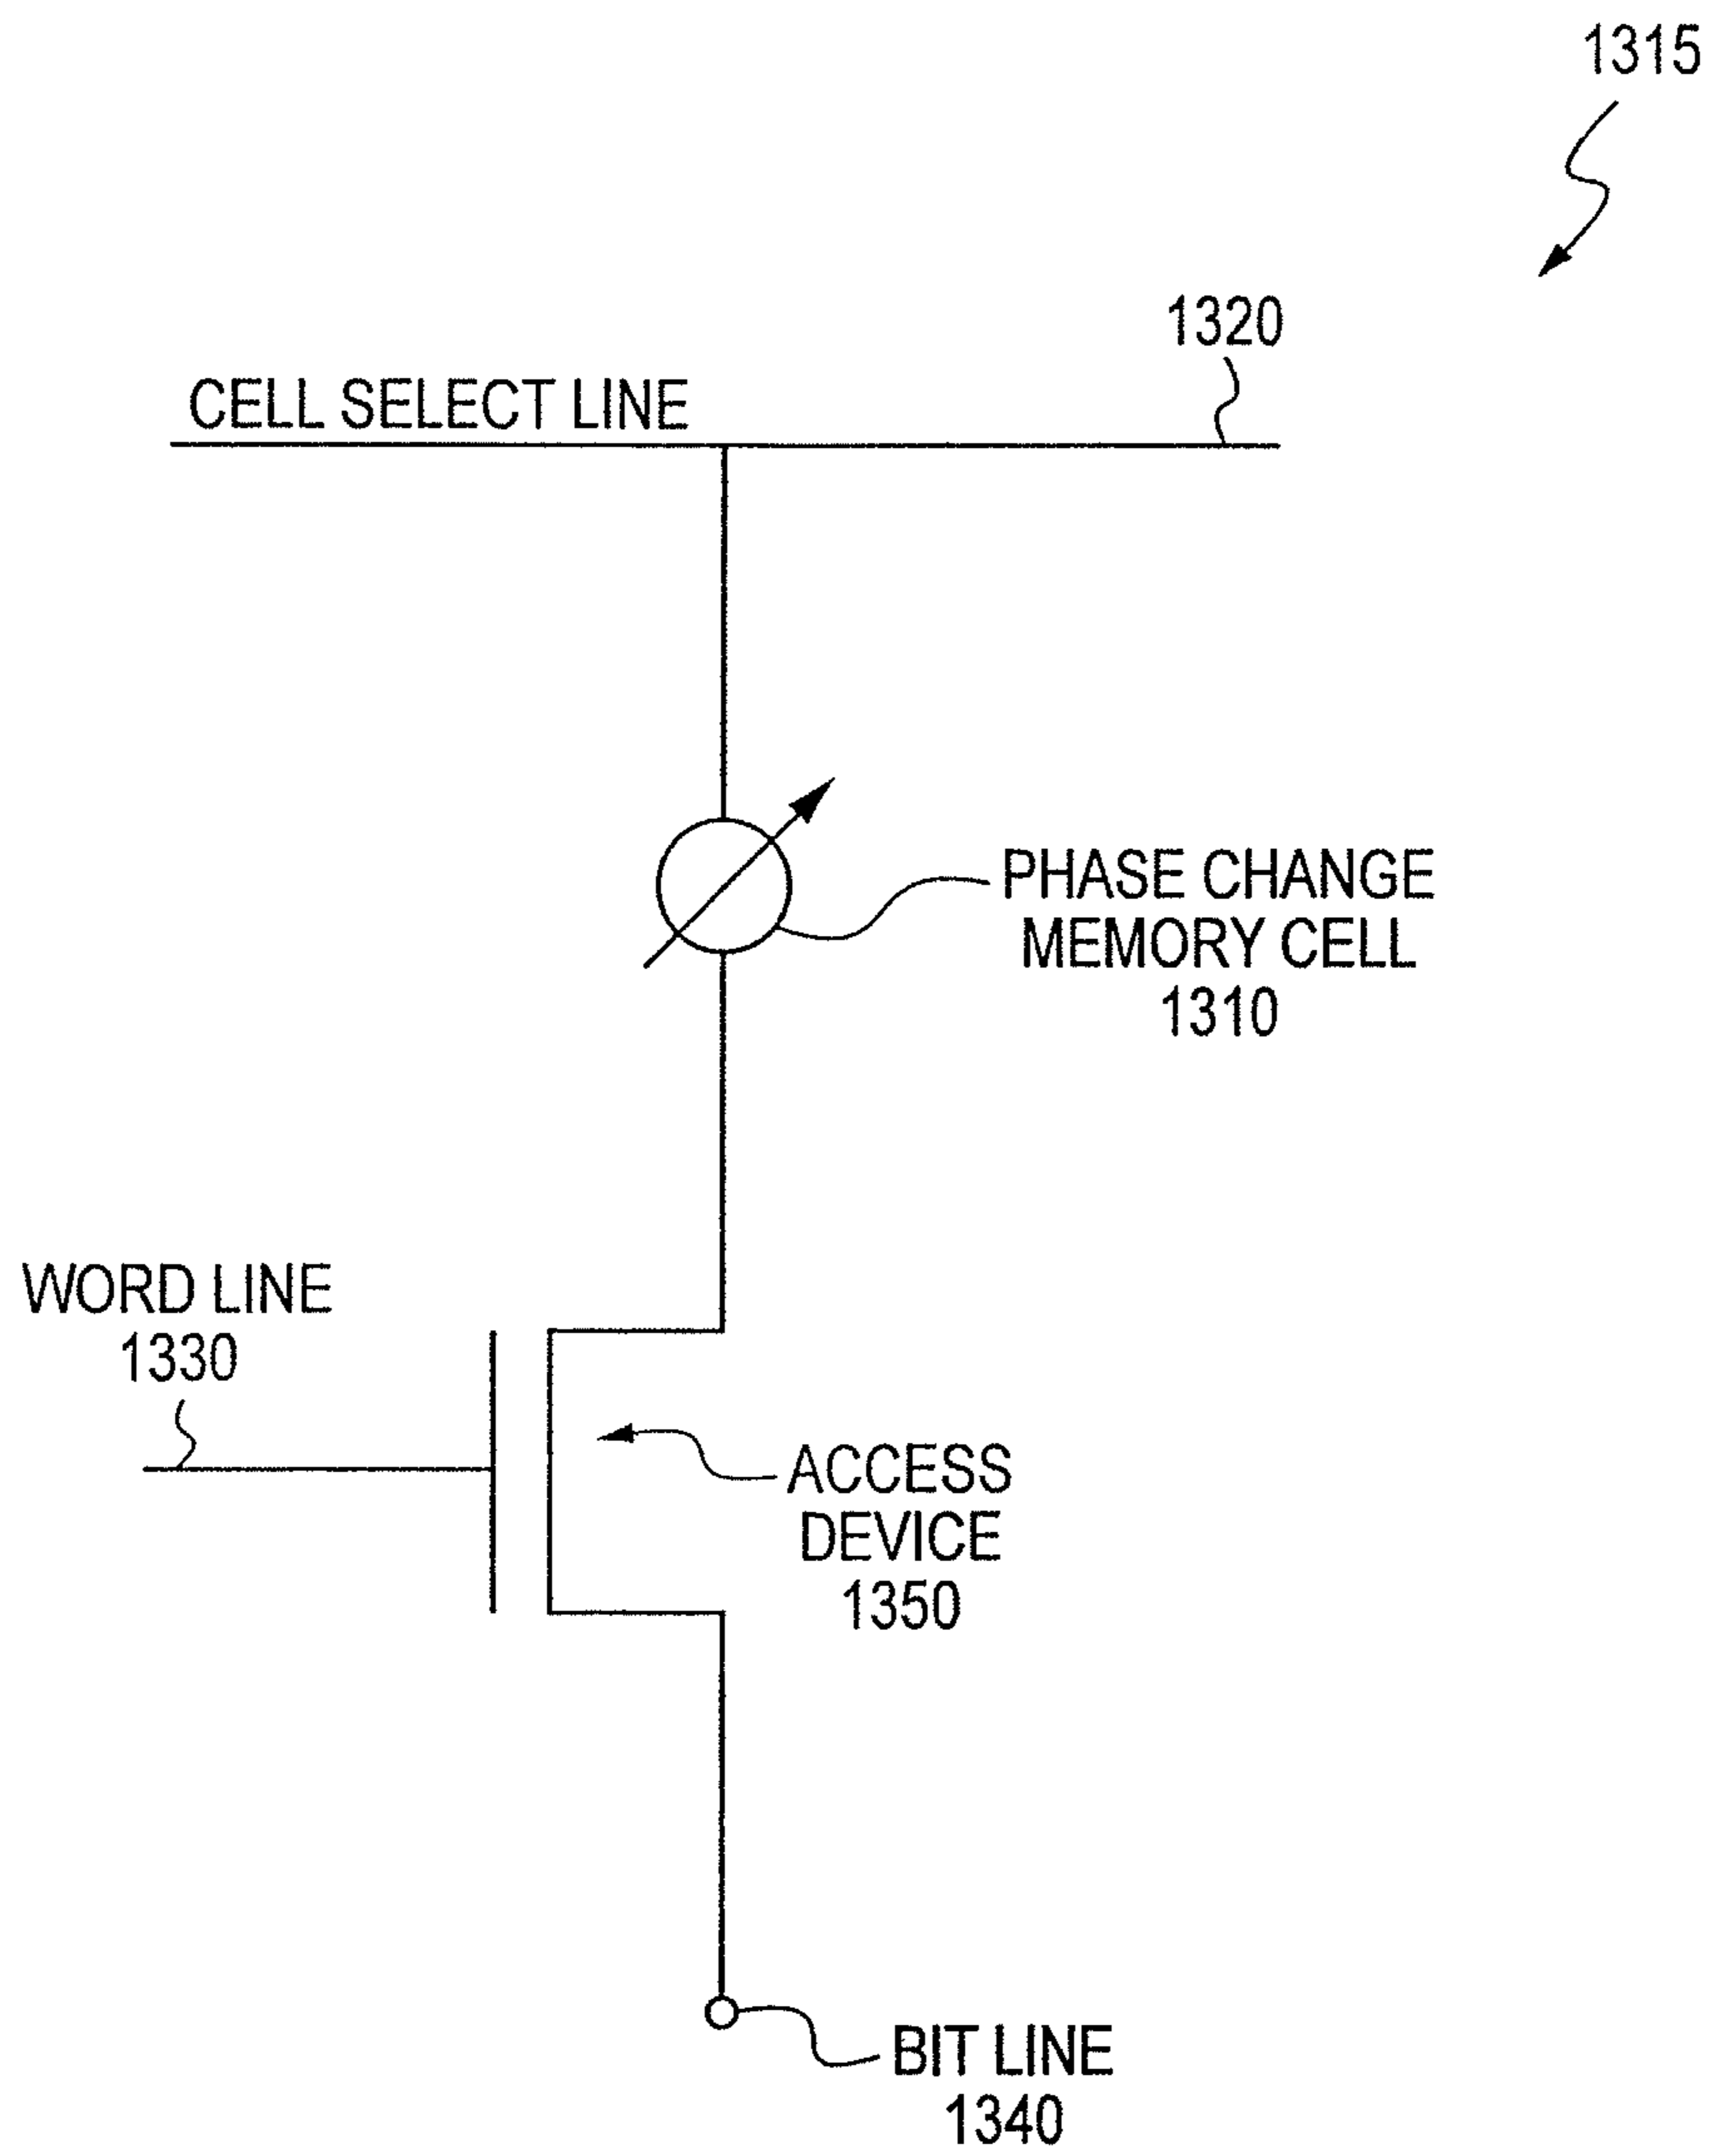 1315
1320
CELL SELECT LINE
PHASE CHANGE
MEMORY CELL
1310
WORD LINE
1330
ACCESS
DEVICE
1350
BIT LINE
1340